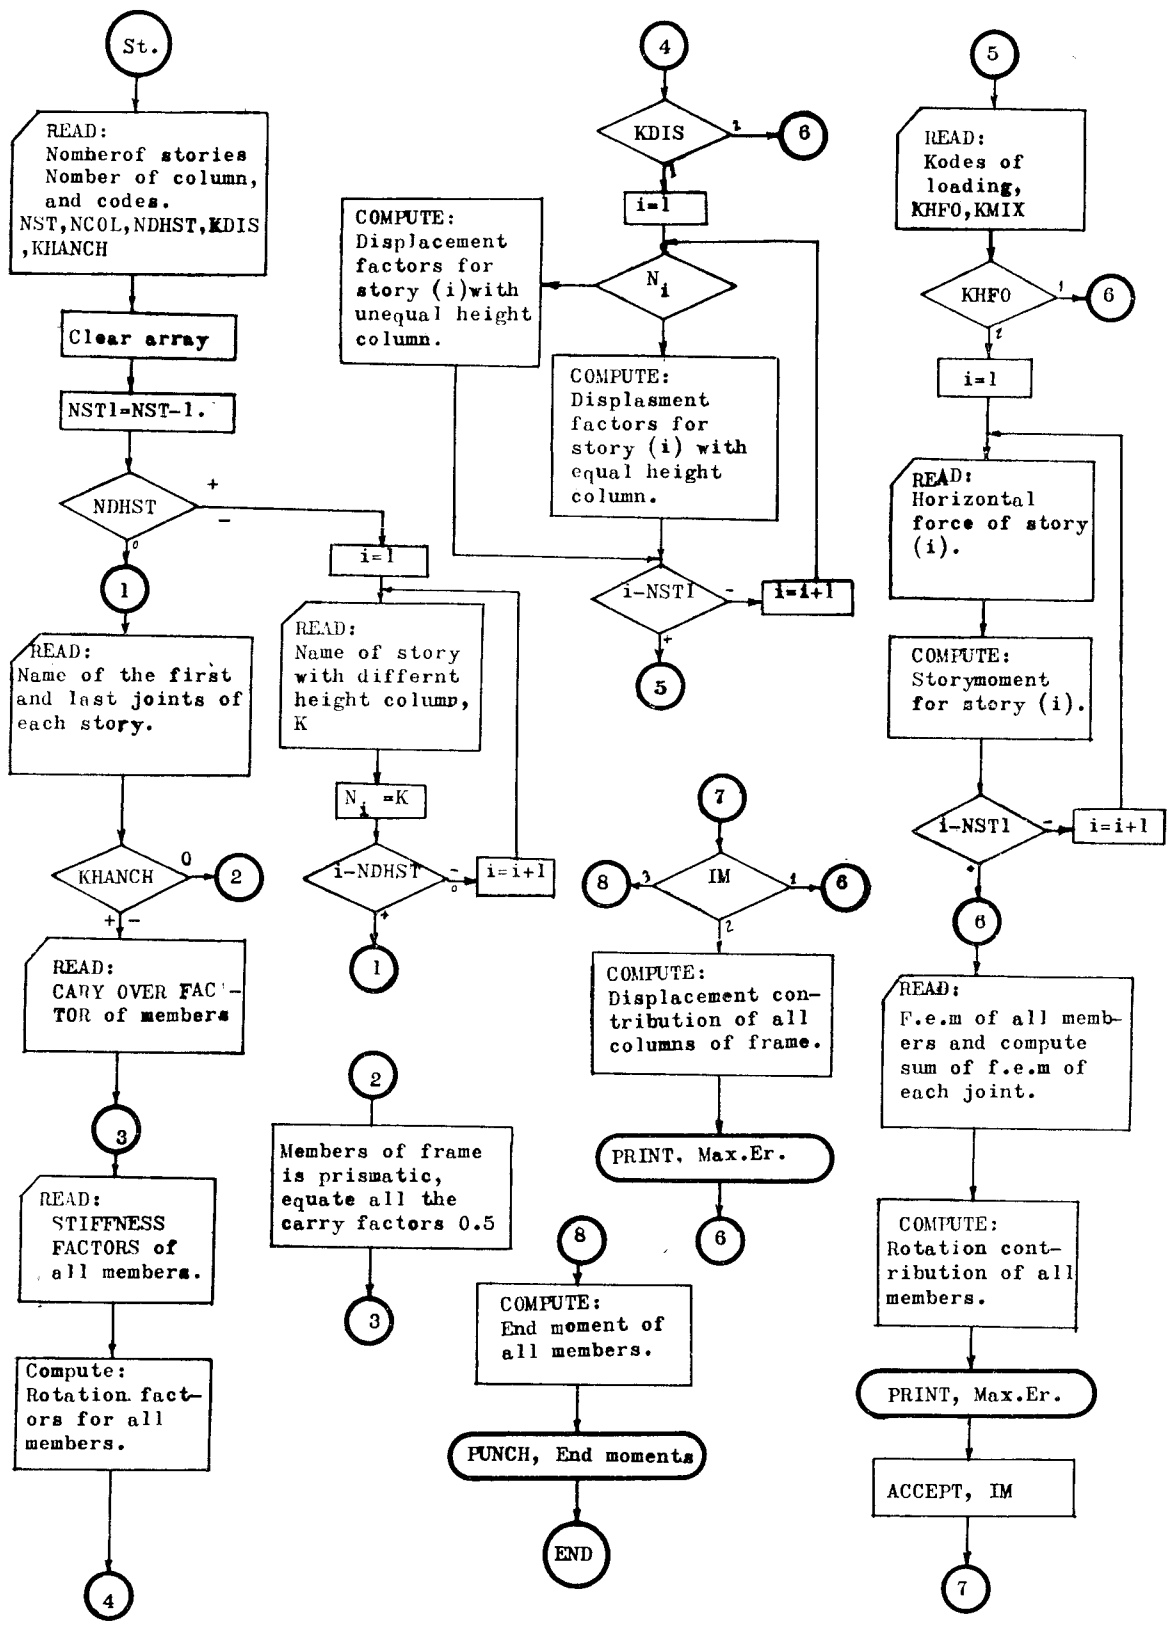 St.
READ:
Nomberof stories
Nomber of column,
and codes.
NST,NCOL,NDHST,KDIS
,KHANCH
Clear array
NST1=NST-1.
NDHST
+
-
0
1
READ:
Name of the first
and last joints of
each story.
KHANCH
0
2
+ -
READ:
CARY OVER FAC-
TOR of members
3
READ:
STIFFNESS
FACTORS of
all members.
Compute:
Rotation fact-
ors for all
members.
4
i=1
READ:
Name of story
with differnt
height column,
K
Ni =K
i-NDHST
-
0
i=i+1
+
1
2
Members of frame
is prismatic,
equate all the
carry factors 0.5
3
4
KDIS
2
6
1
i=1
Ni
COMPUTE:
Displacement
factors for
story (i)with
unequal height
column.
COMPUTE:
Displasment
factors for
story (i) with
equal height
column.
i-NST1
-
i=i+1
+
5
7
IM
3
8
1
6
2
COMPUTE:
Displacement con-
tribution of all
columns of frame.
PRINT. Max.Er.
6
8
COMPUTE:
End moment of
all members.
PUNCH, End moments
END
5
READ:
Kodes of
loading,
KHFO,KMIX
KHFO
1
6
2
i=1
READ:
Horizontal
force of story
(i).
COMPUTE:
Storymoment
for story (i).
i-NST1
-
i=i+1
+
6
READ:
F.e.m of all memb-
ers and compute
sum of f.e.m of
each joint.
COMPUTE:
Rotation cont-
ribution of all
members.
PRINT, Max.Er.
ACCEPT, IM
7